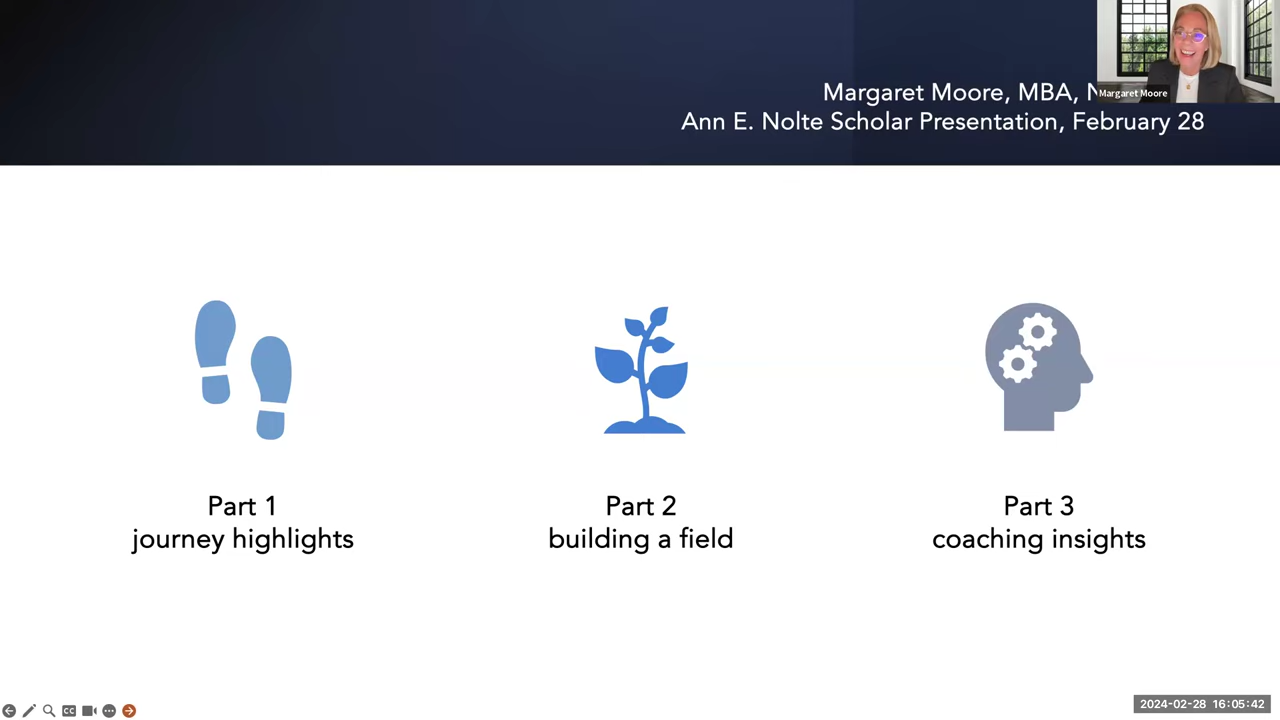 Margaret Moore, MBA,
Margaret Moore
Ann E. Nolte Scholar Presentation, February 28
Part 1
journey highlights
Part 2
building a field
Part 3
coaching insights
CC
2024-02-28 16:05:42